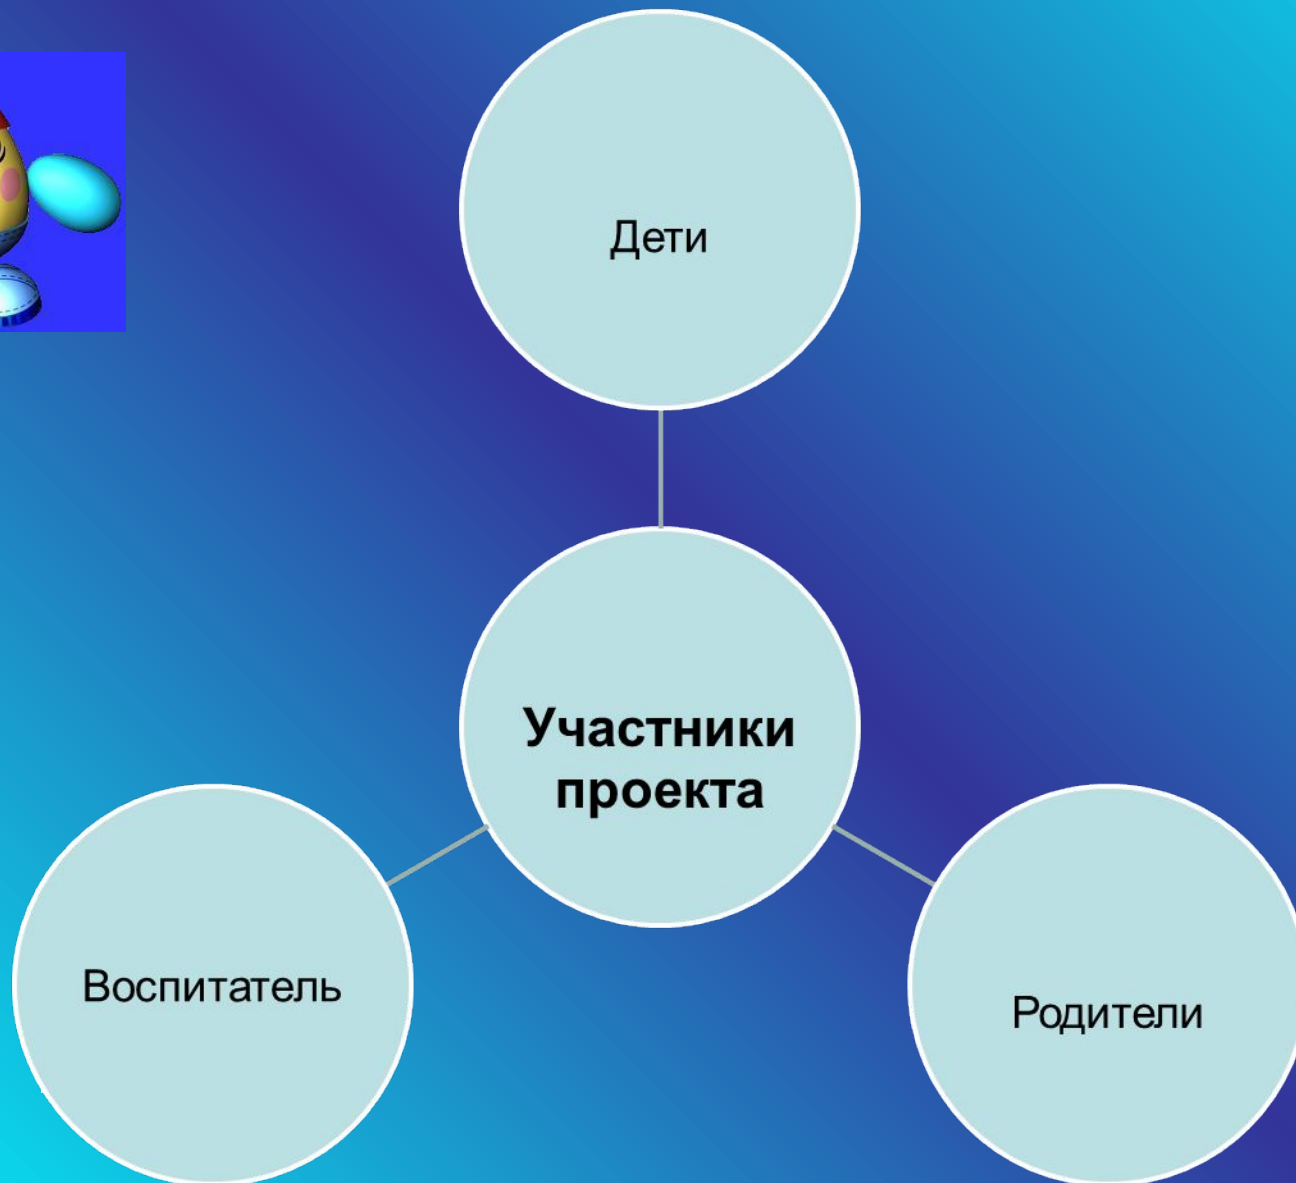 Дети
Участники
проекта
Воспитатель
Родители